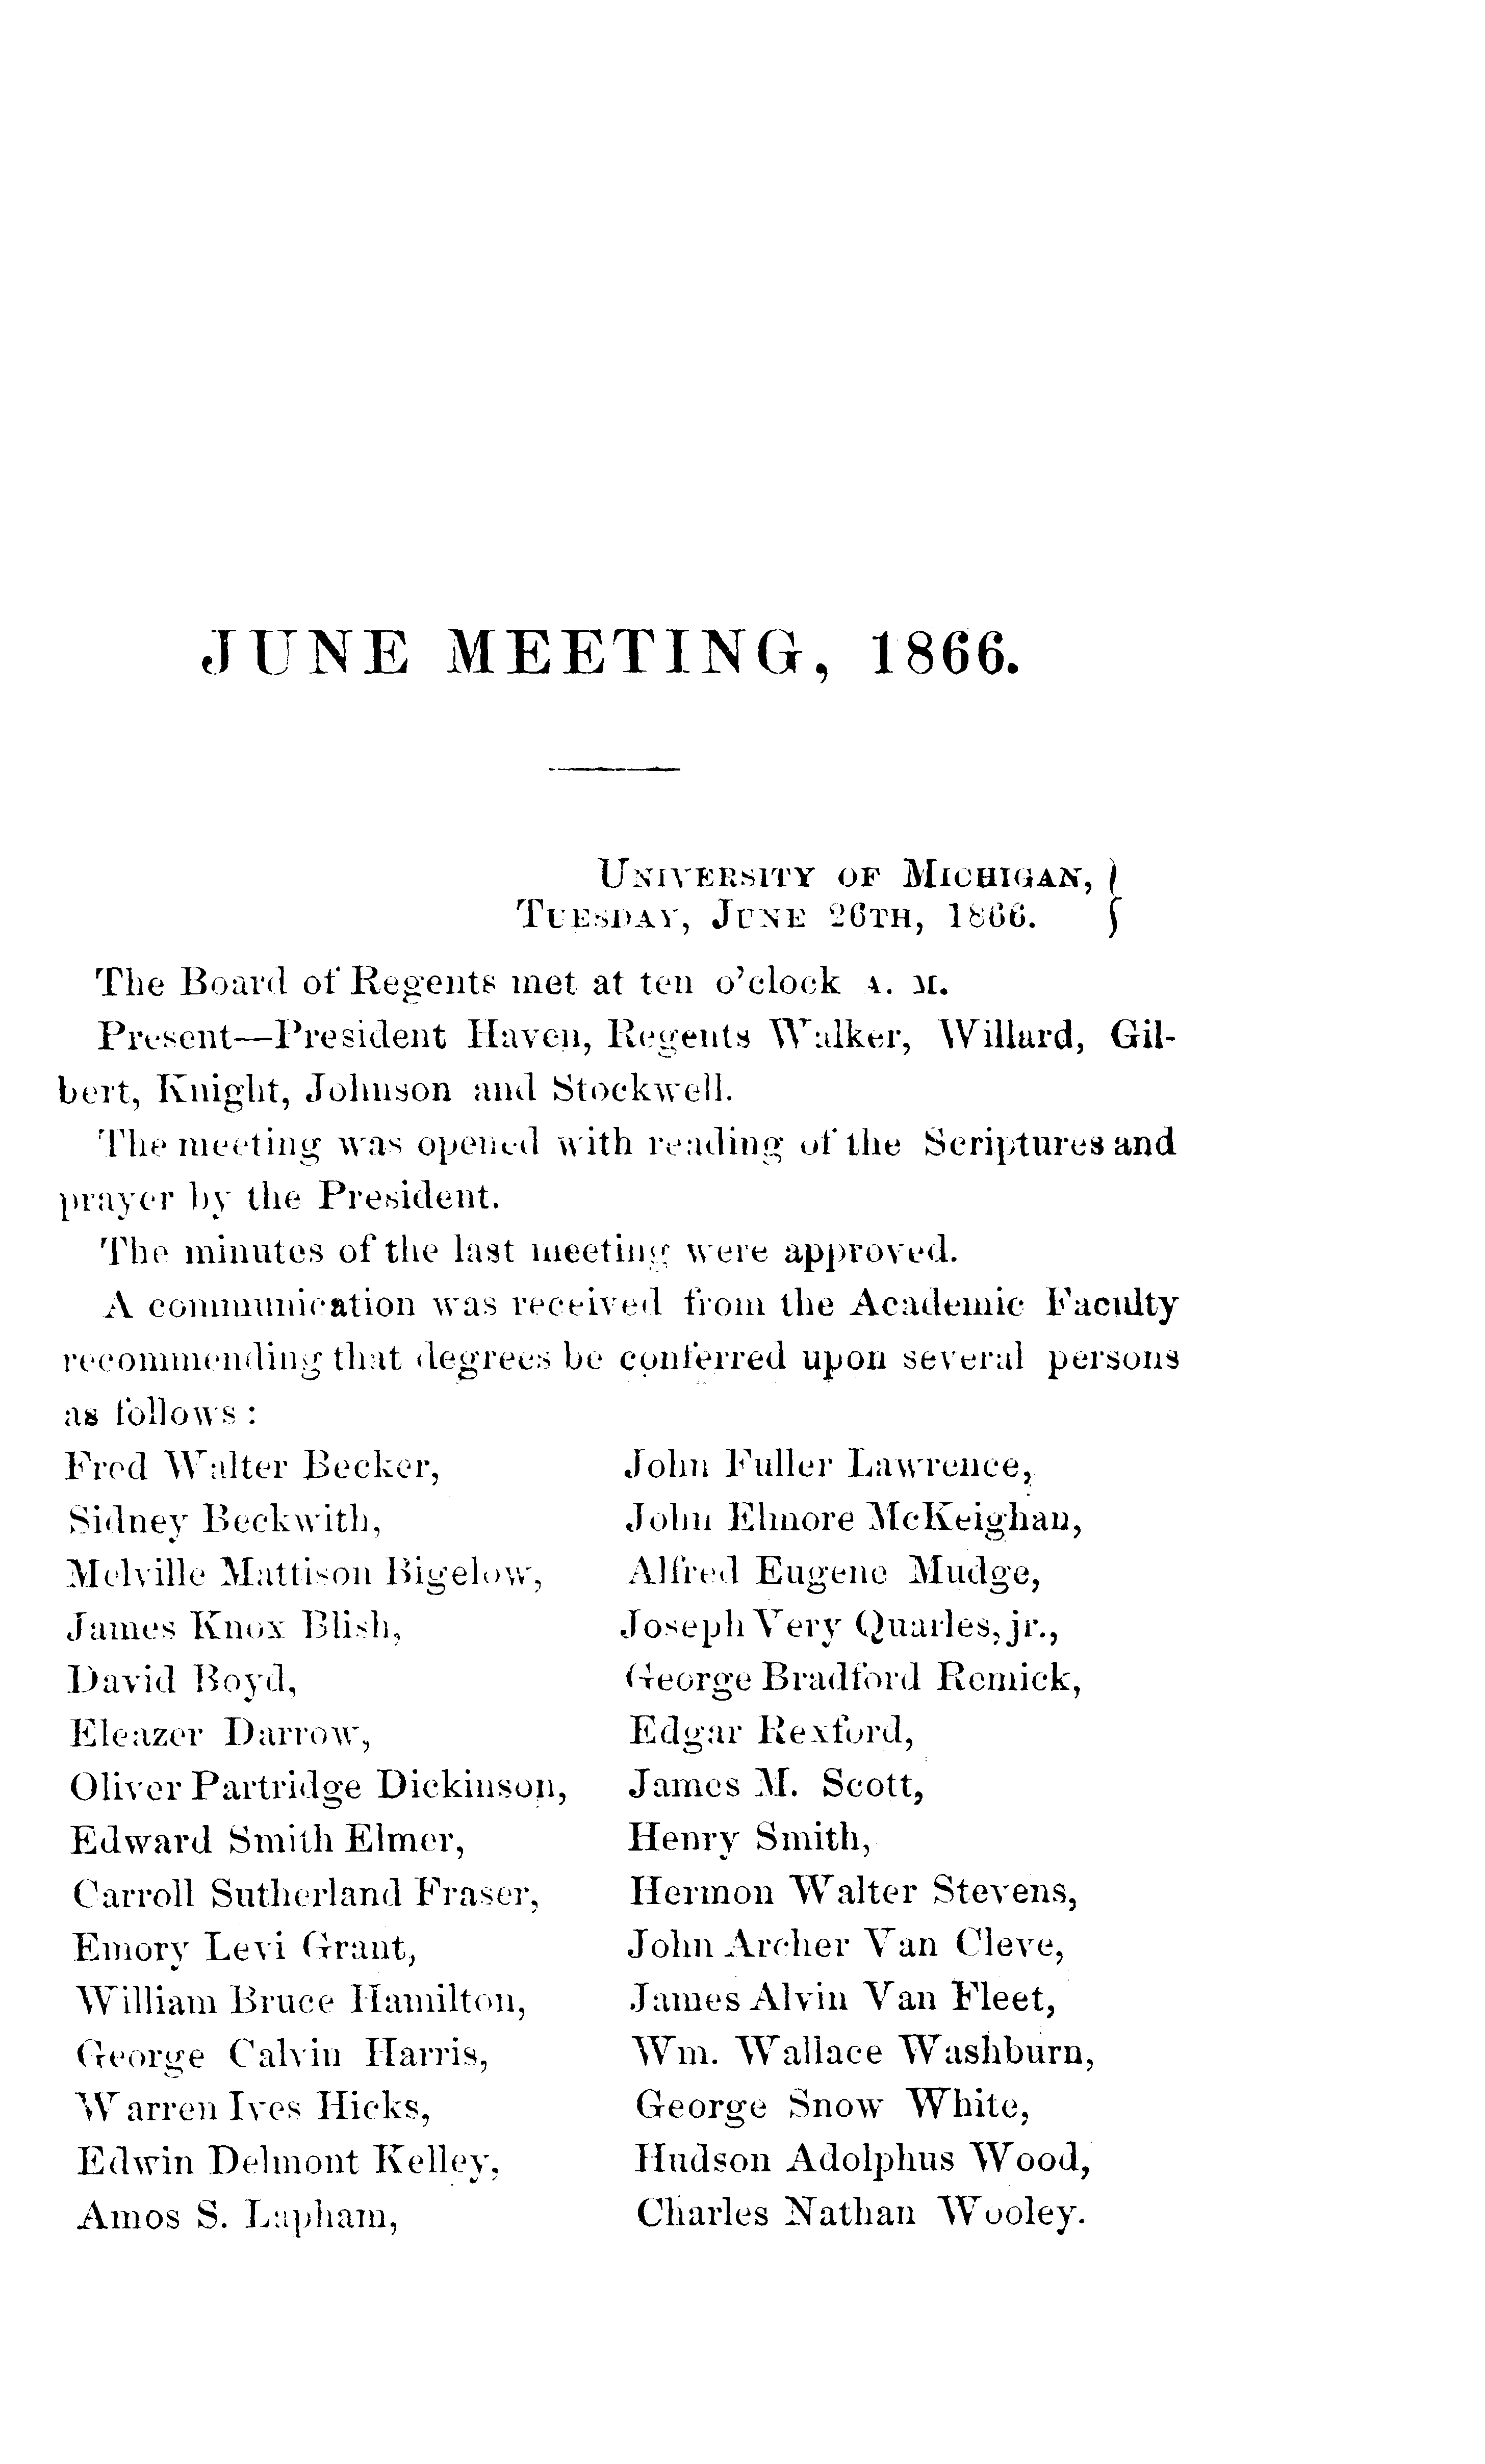 JUNE MEETING, 1866.
UNIVERSITY OF MICHIGAN,
TUESDAY, JUNE 26TH, 1866.
The Board of Regents met at ten o'clock A. M.
Present—President Haven, Regents Walker, Willard, Gil-
bert, Knight, Johnson and Stockwell.
The meeting was opened with reading of the Scriptures and
prayer by the President.
The minutes of the last meeting were approved.
A communication was received from the Academic Faculty
recommending that degrees be conferred upon several persons
as follows:
Fred Walter Becker,
Sidney Beckwith,
Melville Mattison Bigelow,
James Knox Blish,
David Boyd,
Eleazer Darrow,
Oliver Partridge Dickinson,
Edward Smith Elmer,
Carroll Sutherland Fraser,
Emory Levi Grant,
William Bruce Hamilton,
George Calvin Harris,
Warren Ives Hicks,
Edwin Delmont Kelley,
Amos S. Lapham,
John Fuller Lawrence,
John Elmore McKeighan,
Alfred Eugene Mudge,
Joseph Very Quarles, jr.,
George Bradford Remick,
Edgar Rexford,
James M. Scott,
Henry Smith,
Hermon Walter Stevens,
John Archer Van Cleve,
James Alvin Van Fleet,
Wm. Wallace Washburn,
George Snow White,
Hudson Adolphus Wood,
Charles Nathan Wooley.